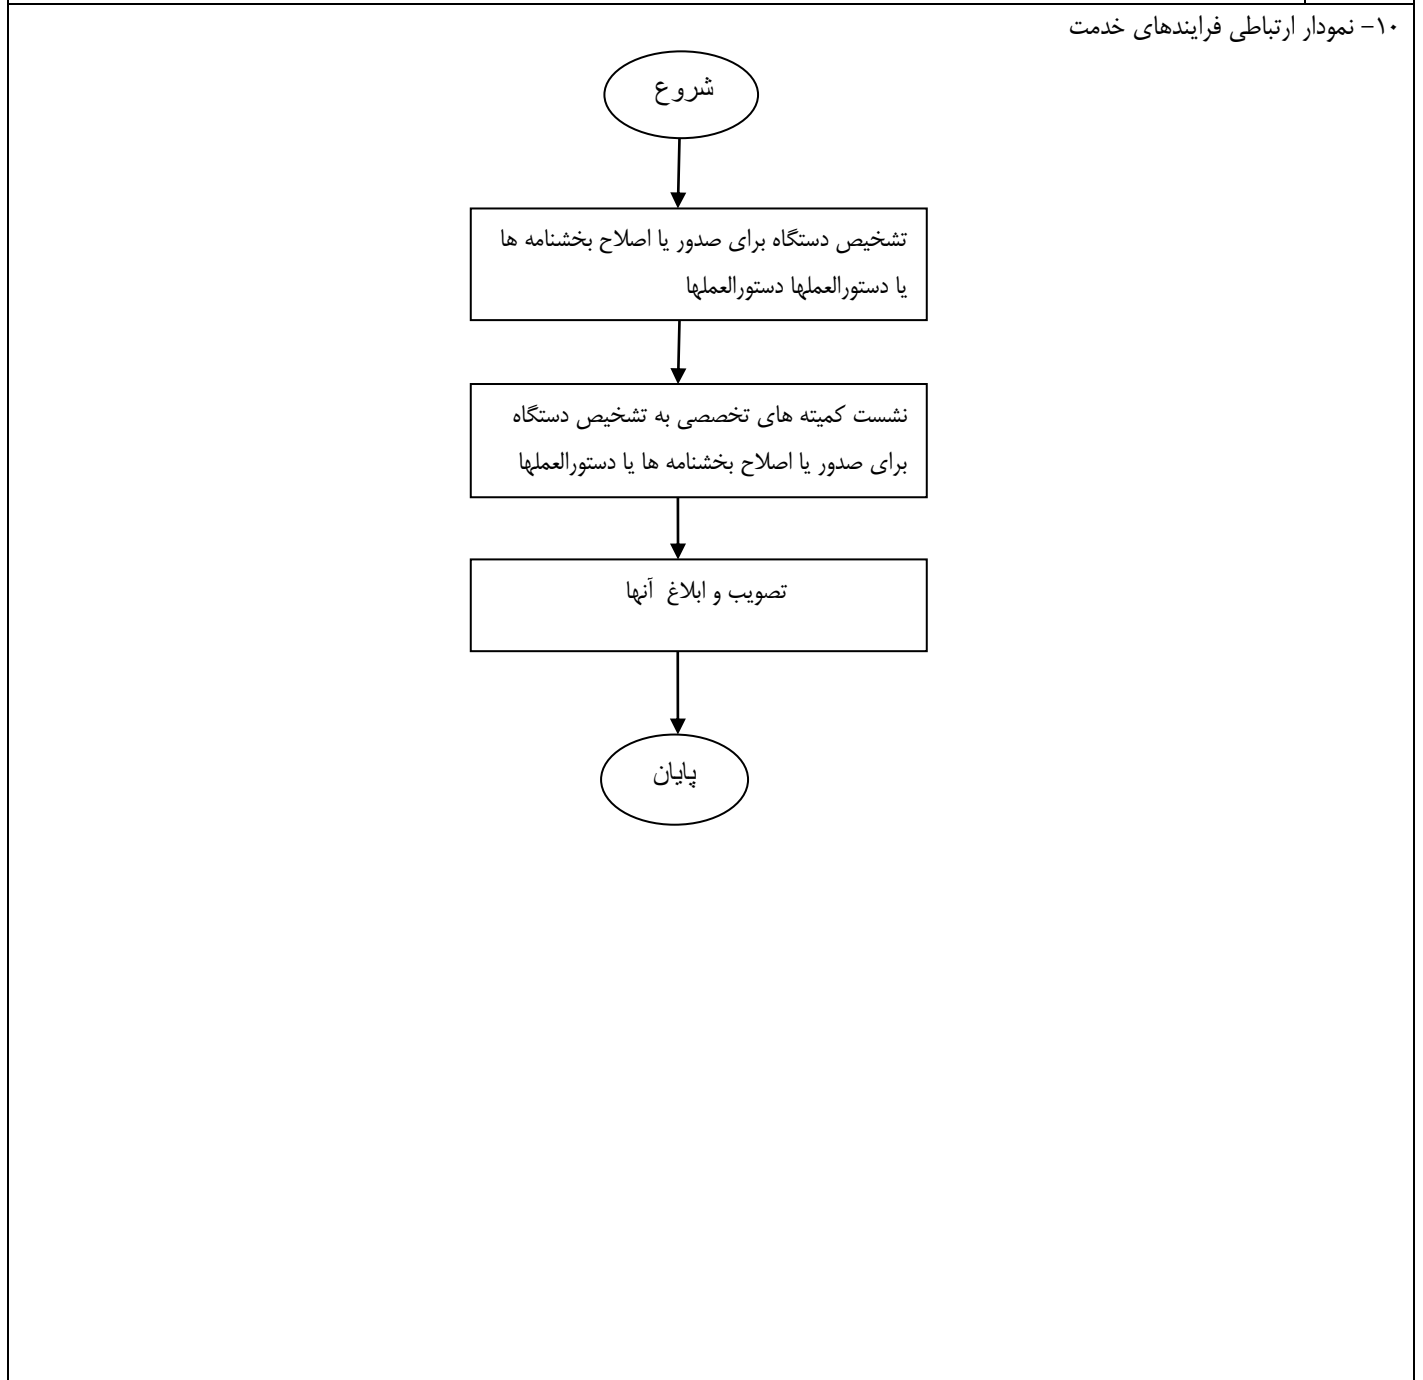 ۱۰- نمودار ارتباطی فرایندهای خدمت
شروع
تشخیص دستگاه برای صدور یا اصلاح بخشنامه ها
یا دستورالعملها دستورالعملها
نشست کمیته های تخصصی به تشخیص دستگاه
برای صدور یا اصلاح بخشنامه ها یا دستورالعملها
تصویب و ابلاغ آنها
پایان